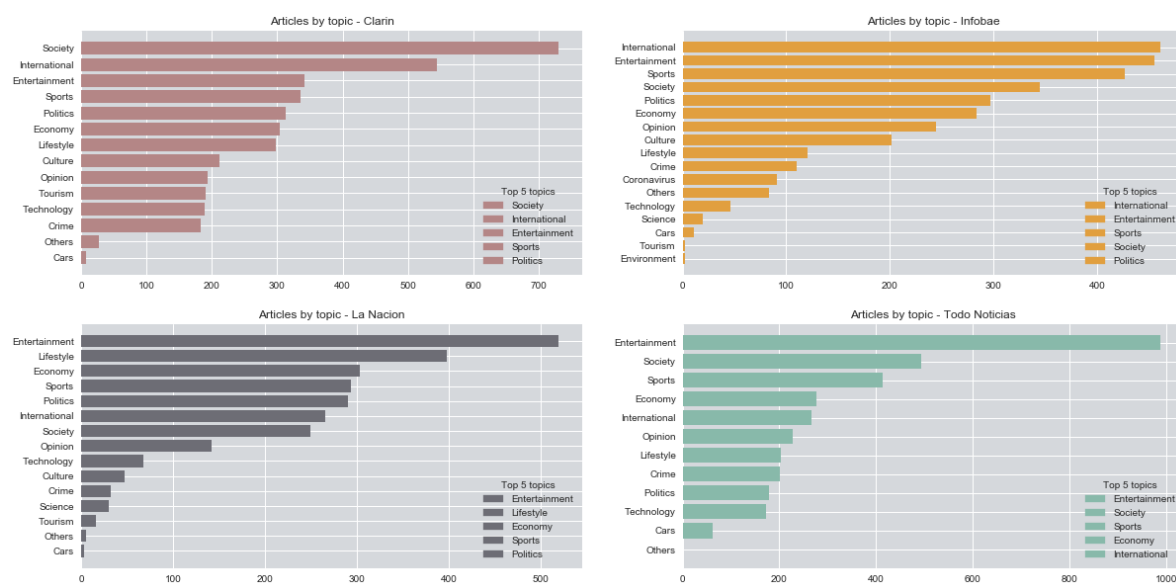 Articles by topic - Clarin
Society
International
Entertainment
Sports
Politics
Economy
Lifestyle
Culture
Opinion
Tourism
Technology
Crime
Others
Cars
Top 5 topics
Society
International
Entertainment
Sports
Politics
0 100 200 300 400 500 600 700
Articles by topic - Infobae
International
Entertainment
Sports
Society
Politics
Economy
Opinion
Culture
Lifestyle
Crime
Coronavirus
Others
Technology
Science
Cars
Tourism
Environment
Top 5 topics
International
Entertainment
Sports
Society
Politics
0 100 200 300 400
Articles by topic - La Nacion
Entertainment
Lifestyle
Economy
Sports
Politics
International
Society
Opinion
Technology
Culture
Crime
Science
Tourism
Others
Cars
Top 5 topics
Entertainment
Lifestyle
Economy
Sports
Politics
0 100 200 300 400 500
Articles by topic - Todo Noticias
Entertainment
Society
Sports
Economy
International
Opinion
Lifestyle
Crime
Politics
Technology
Cars
Others
Top 5 topics
Entertainment
Society
Sports
Economy
International
0 200 400 600 800 1000